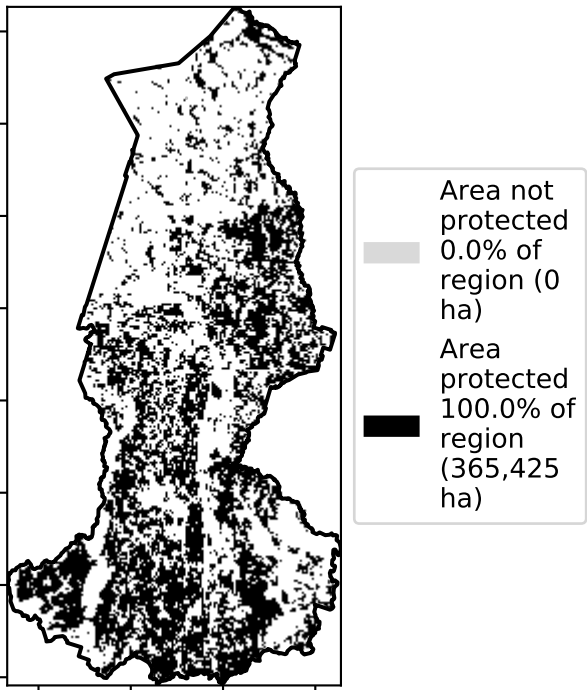 Area not
protected
0.0% of
region (0
ha)
Area
protected
100.0% of
region
(365,425
ha)